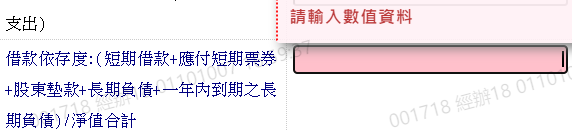 支出)
請輸入數值資料
借款依存度:(短期借款+應付短期票券
+股東墊款+長期負債+一年內到期之長
期負債)/淨值合計
001718 經辦18 01101007